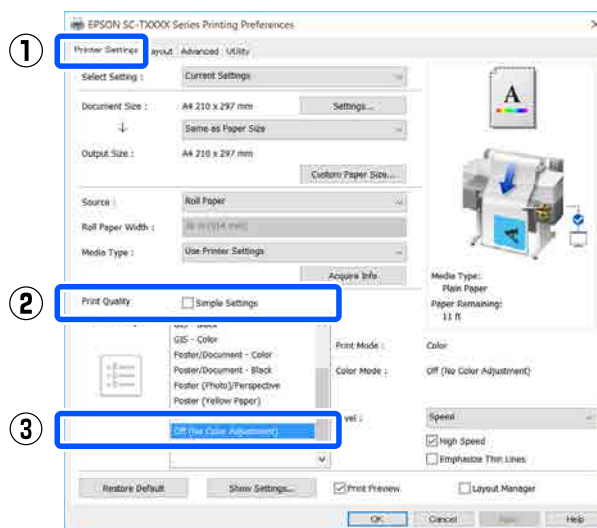 EPSON SC-TXXXX Series Printing Preferences
1
Printer Settings ayout Advanced Utility
Select Setting : Current Settings
Document Size : A4 210 x 297 mm Settings...
Same as Paper Size
Output Size : A4 210 x 297 mm
Custom Paper Size...
A
Source : Roll Paper
Roll Paper Width :
Media Type : Use Printer Settings
Acquire Info
Media Type:
Plain Paper
Paper Remaining:
11 ft
2
Print Quality Simple Settings
GIS - Color
Poster/Document - Color
Poster/Document - Black
Poster (Photo)/Perspective
Poster (Yellow Paper)
Print Mode : Color
Color Mode : Off (No Color Adjustment)
3
Off (No Color Adjustment)
evel : Speed
High Speed
Emphasize Thin Lines
Restore Default Show Settings... Print Preview Layout Manager
OK Cancel Help